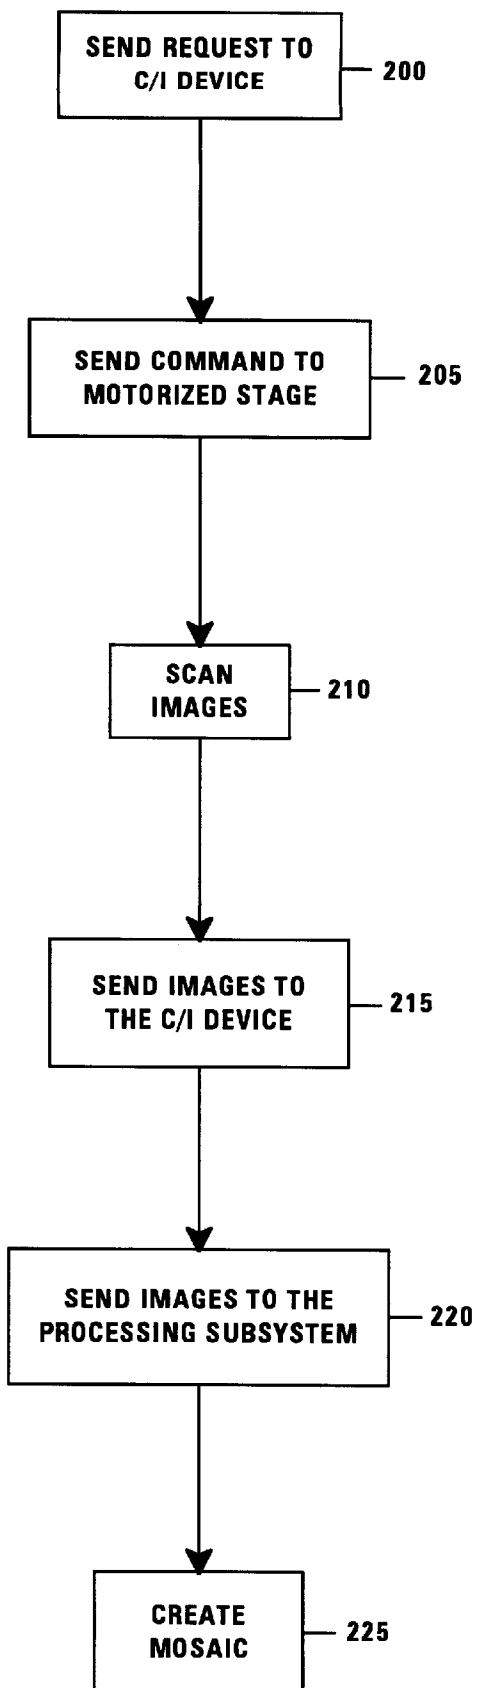 SEND REQUEST TO
C/I DEVICE
200
SEND COMMAND TO
MOTORIZED STAGE
205
SCAN
IMAGES
210
SEND IMAGES TO
THE C/I DEVICE
215
SEND IMAGES TO THE
PROCESSING SUBSYSTEM
220
CREATE
MOSAIC
225